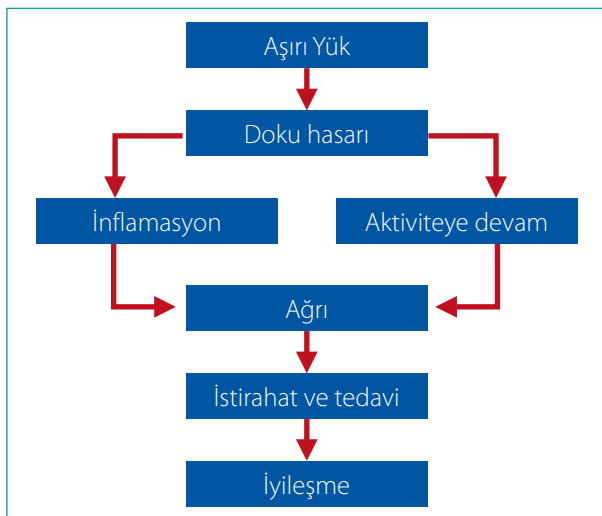 Aşırı Yük
Doku hasarı
İnflamasyon
Aktiviteye devam
Ağrı
İstirahat ve tedavi
İyileşme